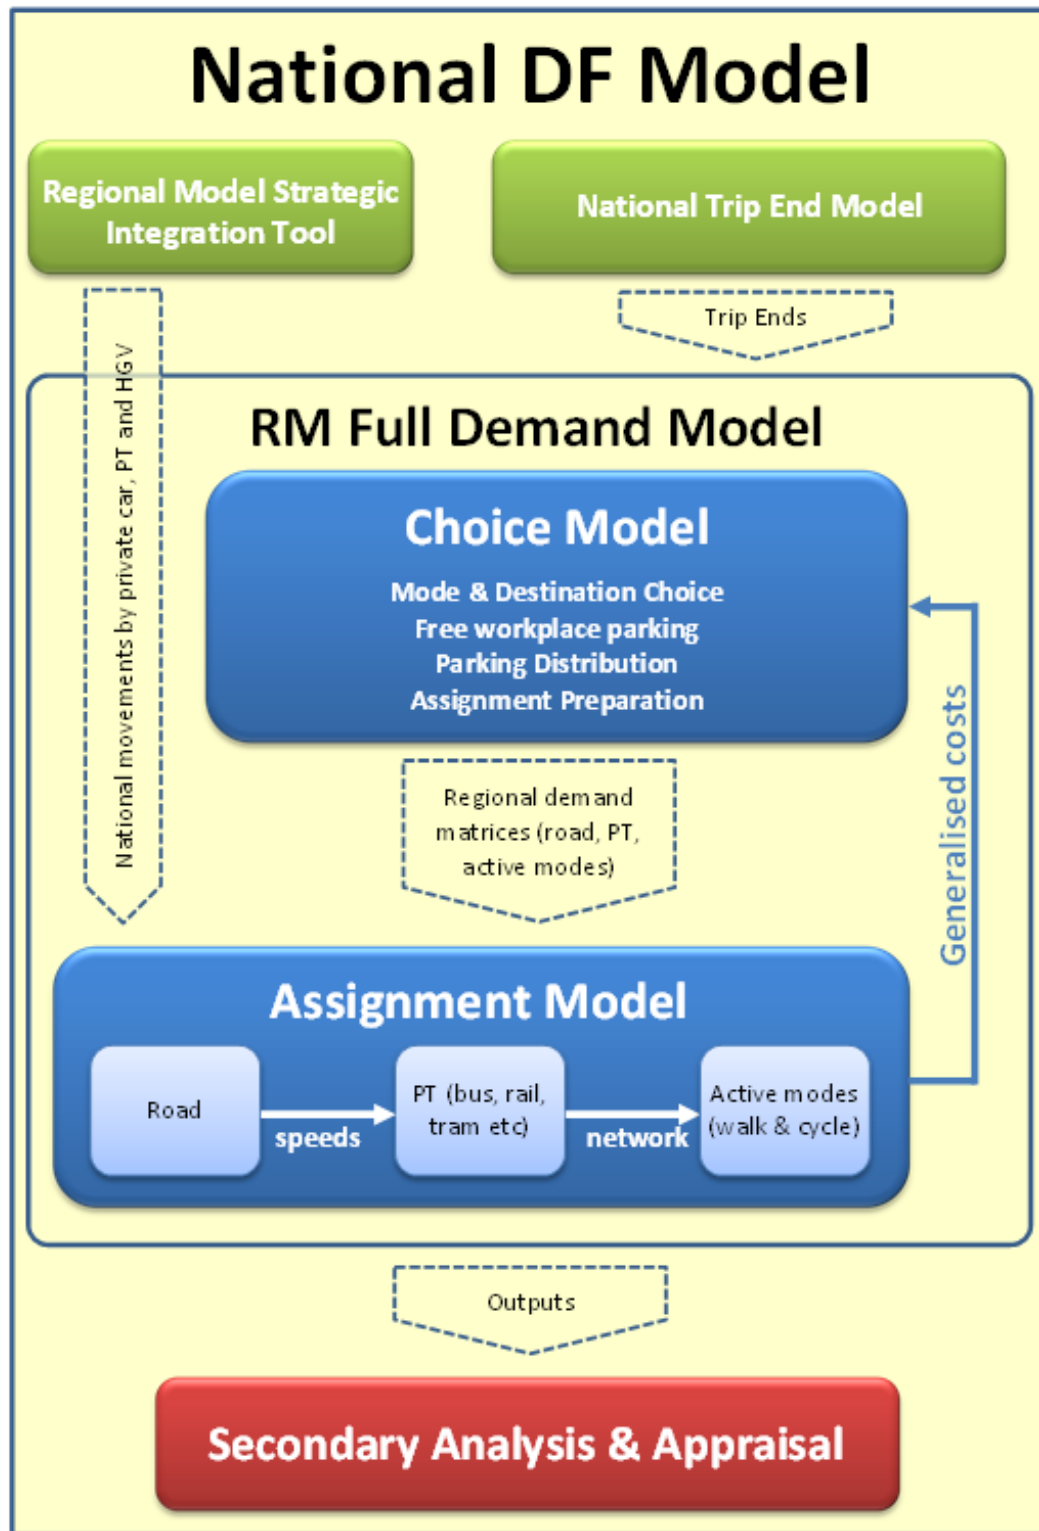 National DF Model
Regional Model Strategic
Integration Tool
National Trip End Model
Trip Ends
National movements by private car, PT and HGV
RM Full Demand Model
Choice Model
Mode & Destination Choice
Free workplace parking
Parking Distribution
Assignment Preparation
Regional demand
matrices (road, PT,
active modes)
Generalised costs
Assignment Model
Road
speeds
PT (bus, rail,
tram etc)
network
Active modes
(walk & cycle)
Outputs
Secondary Analysis & Appraisal